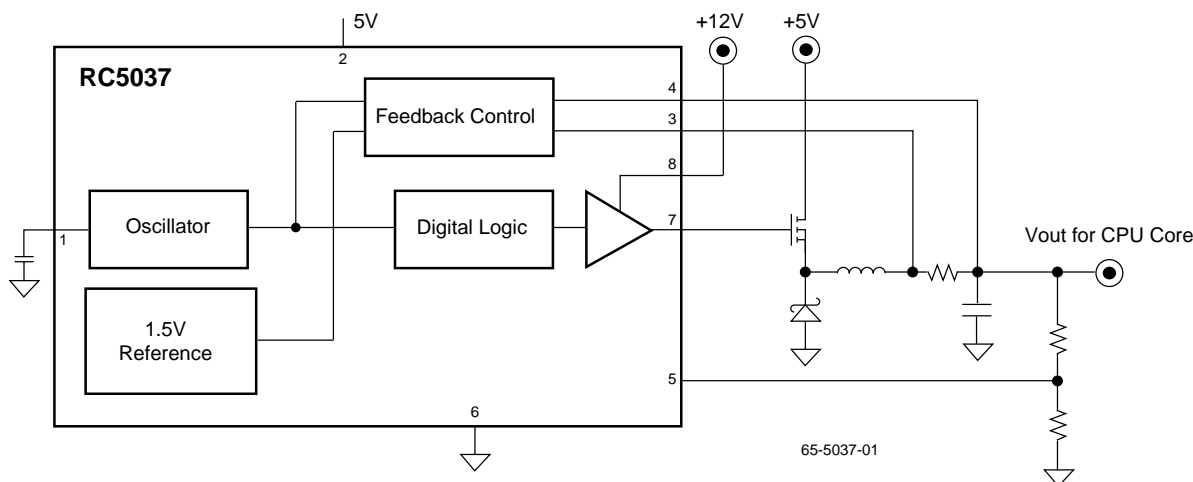 5V
+12V
+5V
2
RC5037
4
Feedback Control
3
8
Oscillator
Digital Logic
7
1
Vout for CPU Core
1.5V
Reference
5
6
65-5037-01